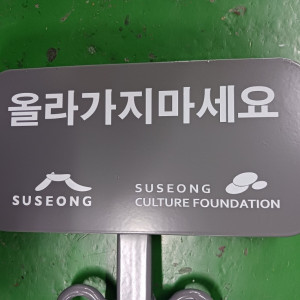 올라가지마세요
SUSEONG
SUSEONG
CULTURE FOUNDATION